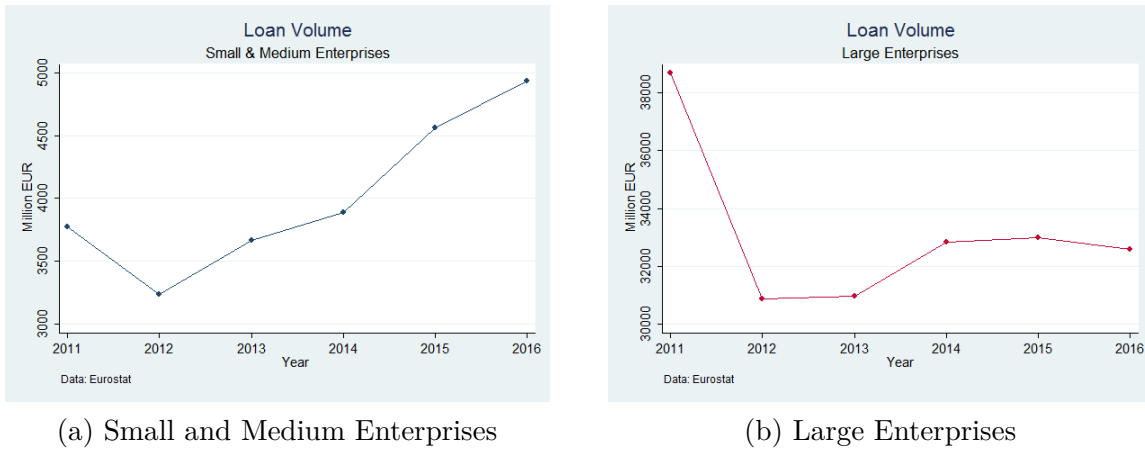 Loan Volume
Small & Medium Enterprises
Million EUR
5000
4500
4000
3500
3000
2011 2012 2013 2014 2015 2016
Year
Data: Eurostat
(a) Small and Medium Enterprises
Loan Volume
Large Enterprises
Million EUR
38000
36000
34000
32000
30000
2011 2012 2013 2014 2015 2016
Year
Data: Eurostat
(b) Large Enterprises